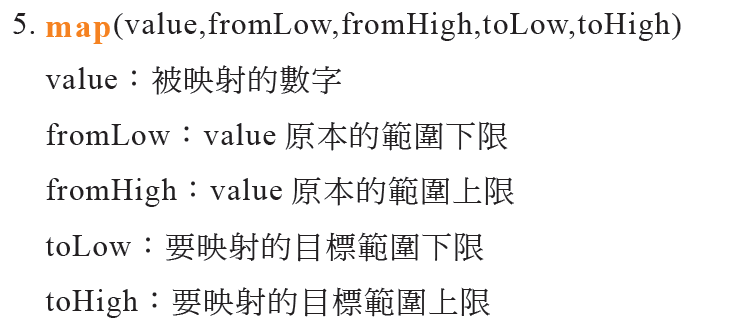 5. map(value,fromLow,fromHigh,toLow,toHigh)
value：被映射的數字
fromLow：value 原本的範圍下限
fromHigh：value 原本的範圍上限
toLow：要映射的目標範圍下限
toHigh：要映射的目標範圍上限